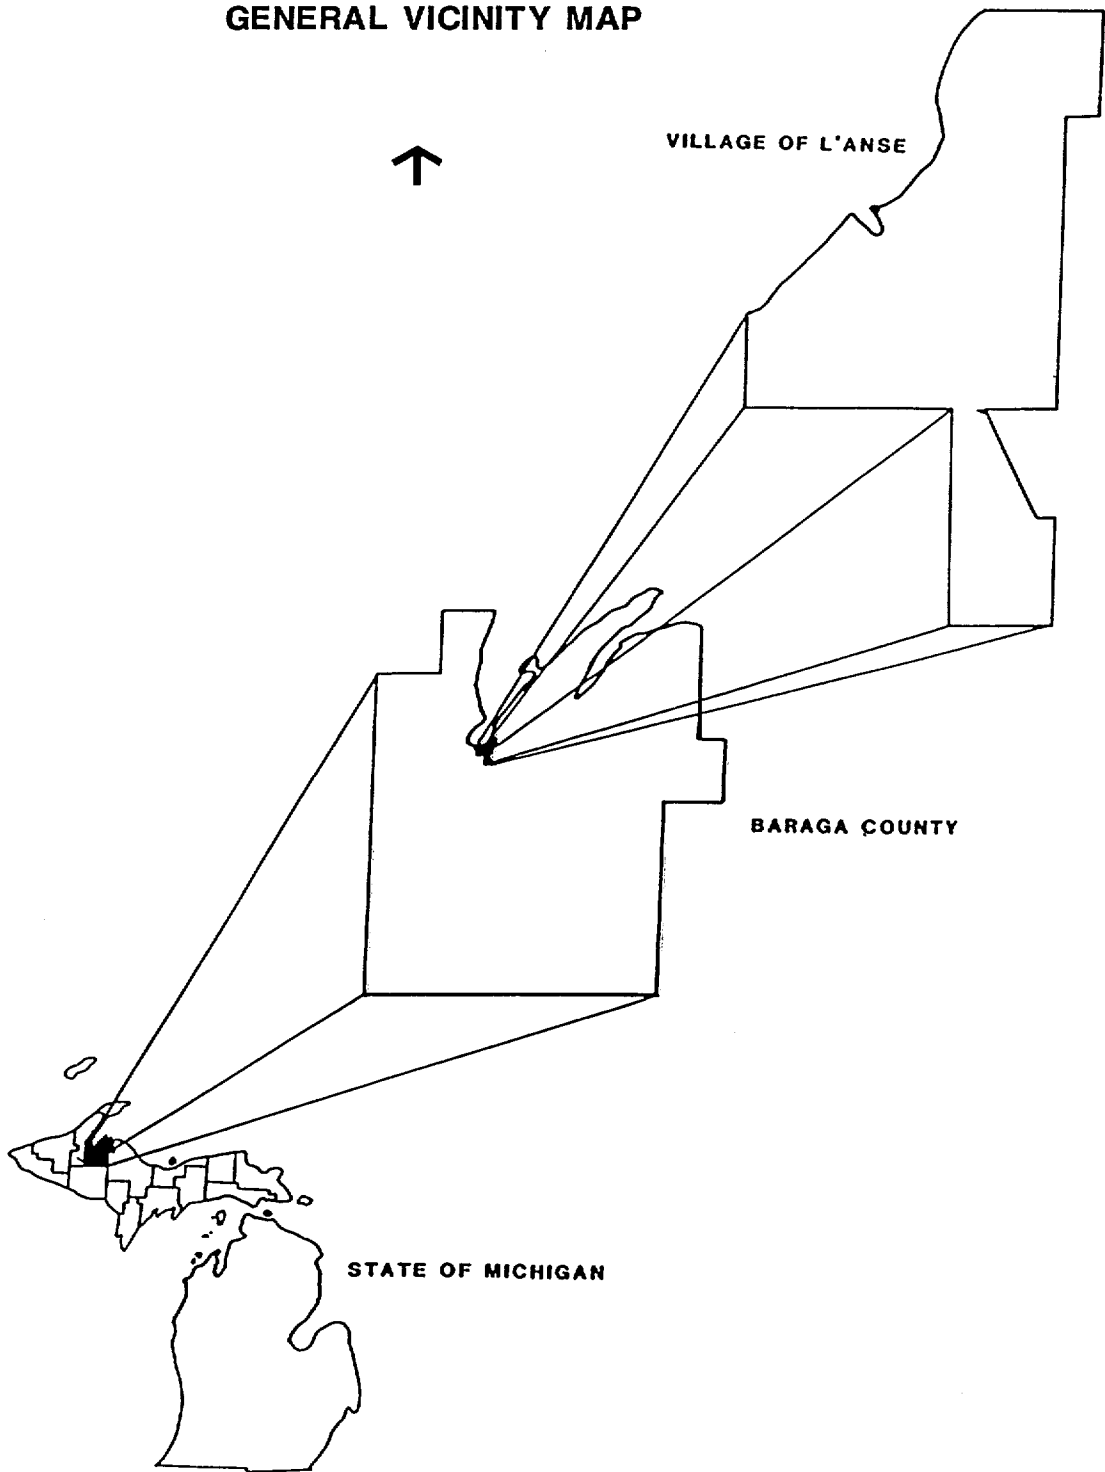 GENERAL VICINITY MAP
VILLAGE OF L'ANSE
BARAGA COUNTY
STATE OF MICHIGAN